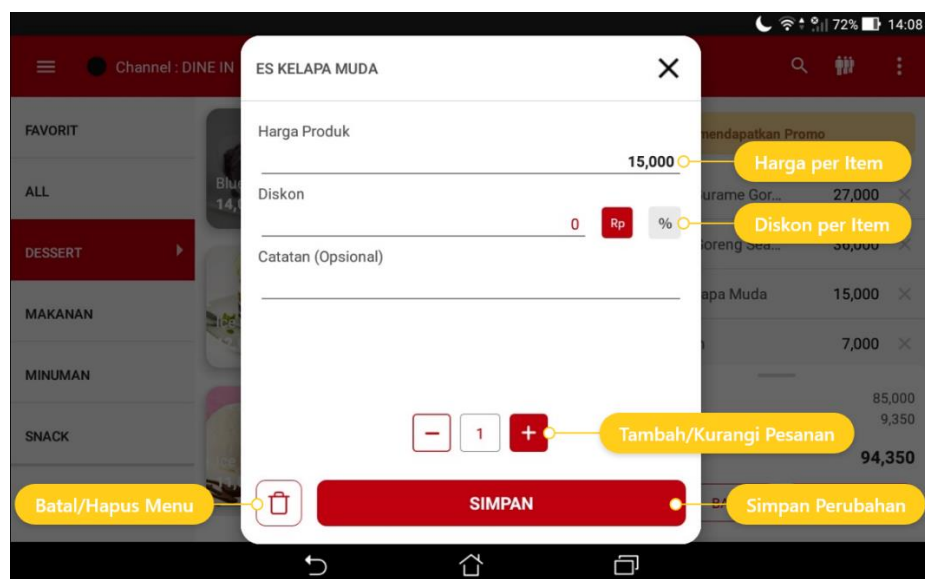 72% 14:08
Channel : DINE IN
ES KELAPA MUDA
FAVORIT
ALL
DESSERT
MAKANAN
MINUMAN
SNACK
Harga Produk
15,000
Diskon
0 Rp %
Catatan (Opsional)
1
SIMPAN
mendapatkan Promo
Harga per Item
urame Gor... 27,000
Diskon per Item
oreng Sea...
apa Muda 15,000
7,000
85,000
9,350
Tambah/Kurangi Pesanan
94,350
Batal/Hapus Menu
Simpan Perubahan